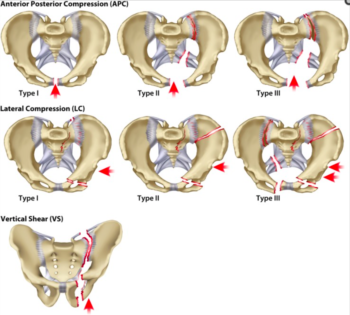 Anterior Posterior Compression (APC)
Type I
Type II
Type III
Lateral Compression (LC)
Type I
Type II
Type III
Vertical Shear (VS)